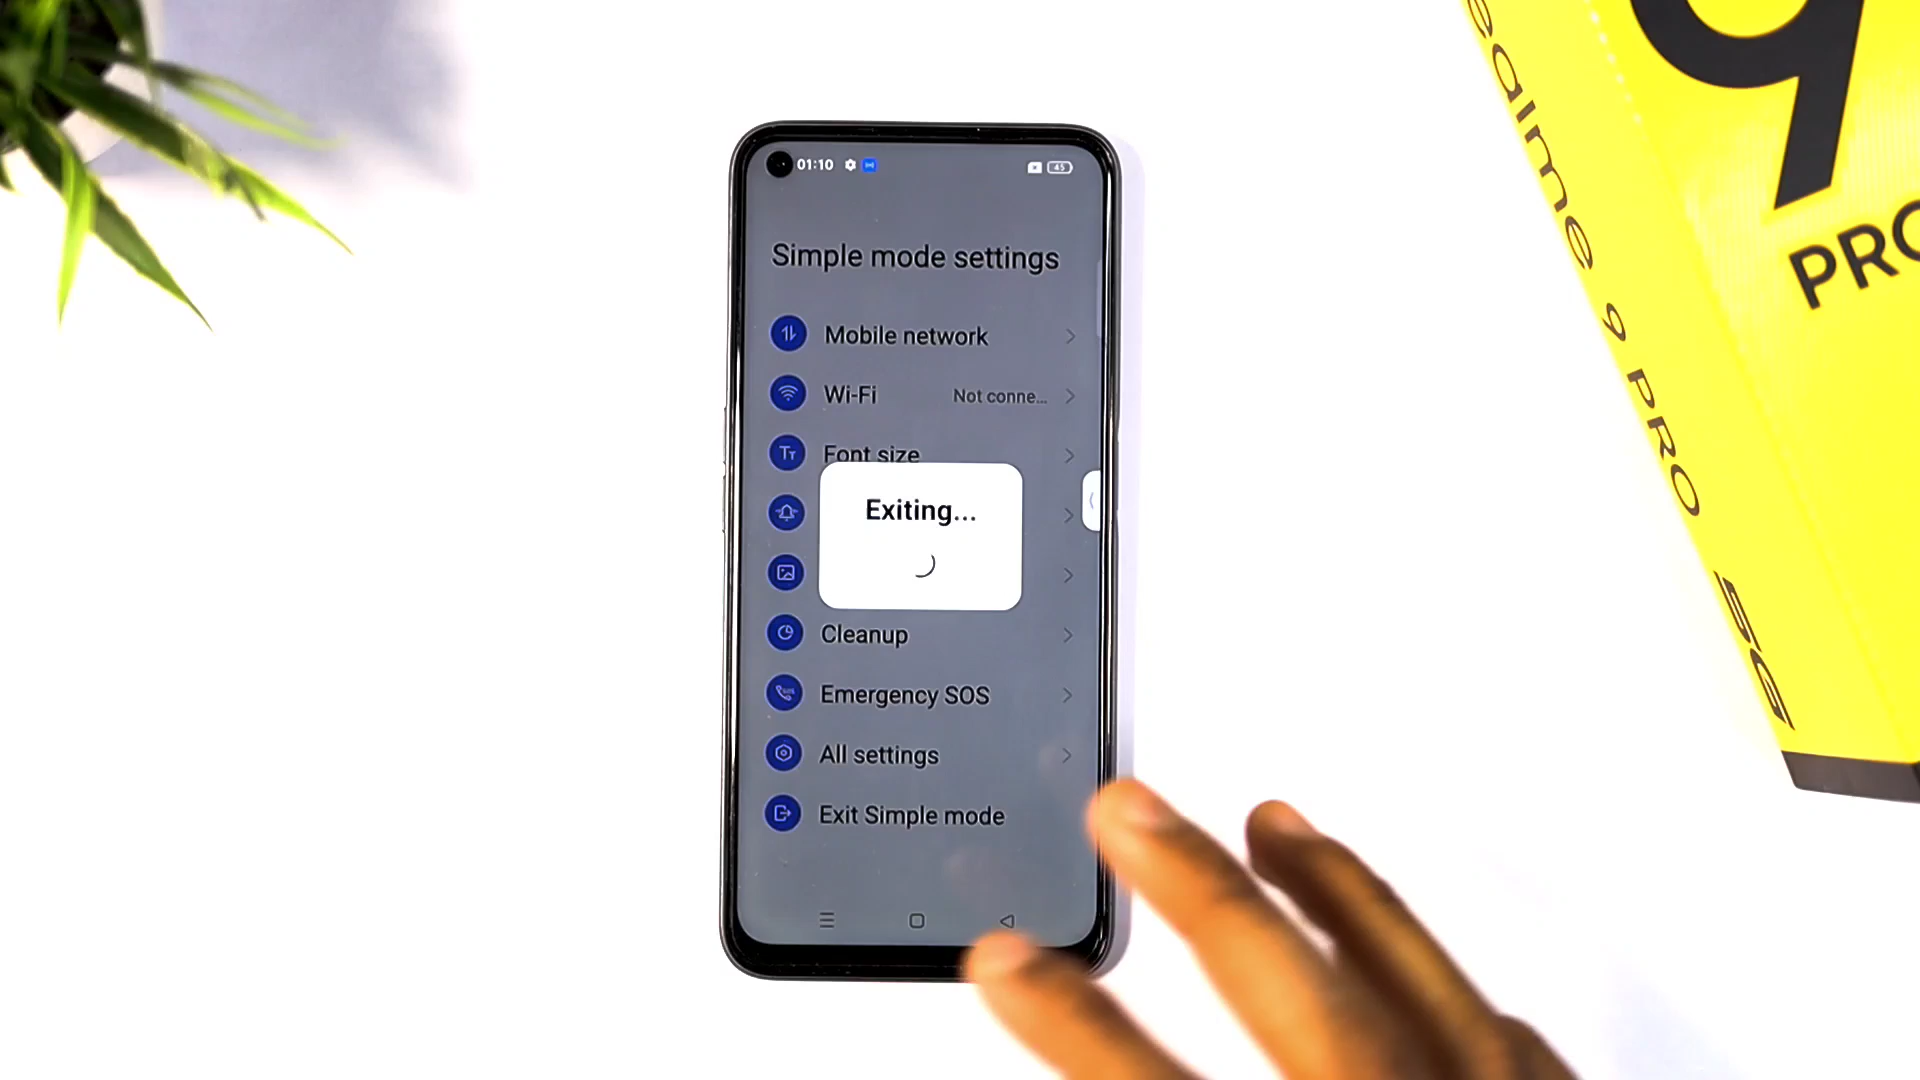 01:10
45
Simple mode settings
Mobile network
Wi-Fi Not conne...
Font size
Exiting...
Cleanup
Emergency SOS
All settings
Exit Simple mode
9
PRO
realme 9 PRO 5G